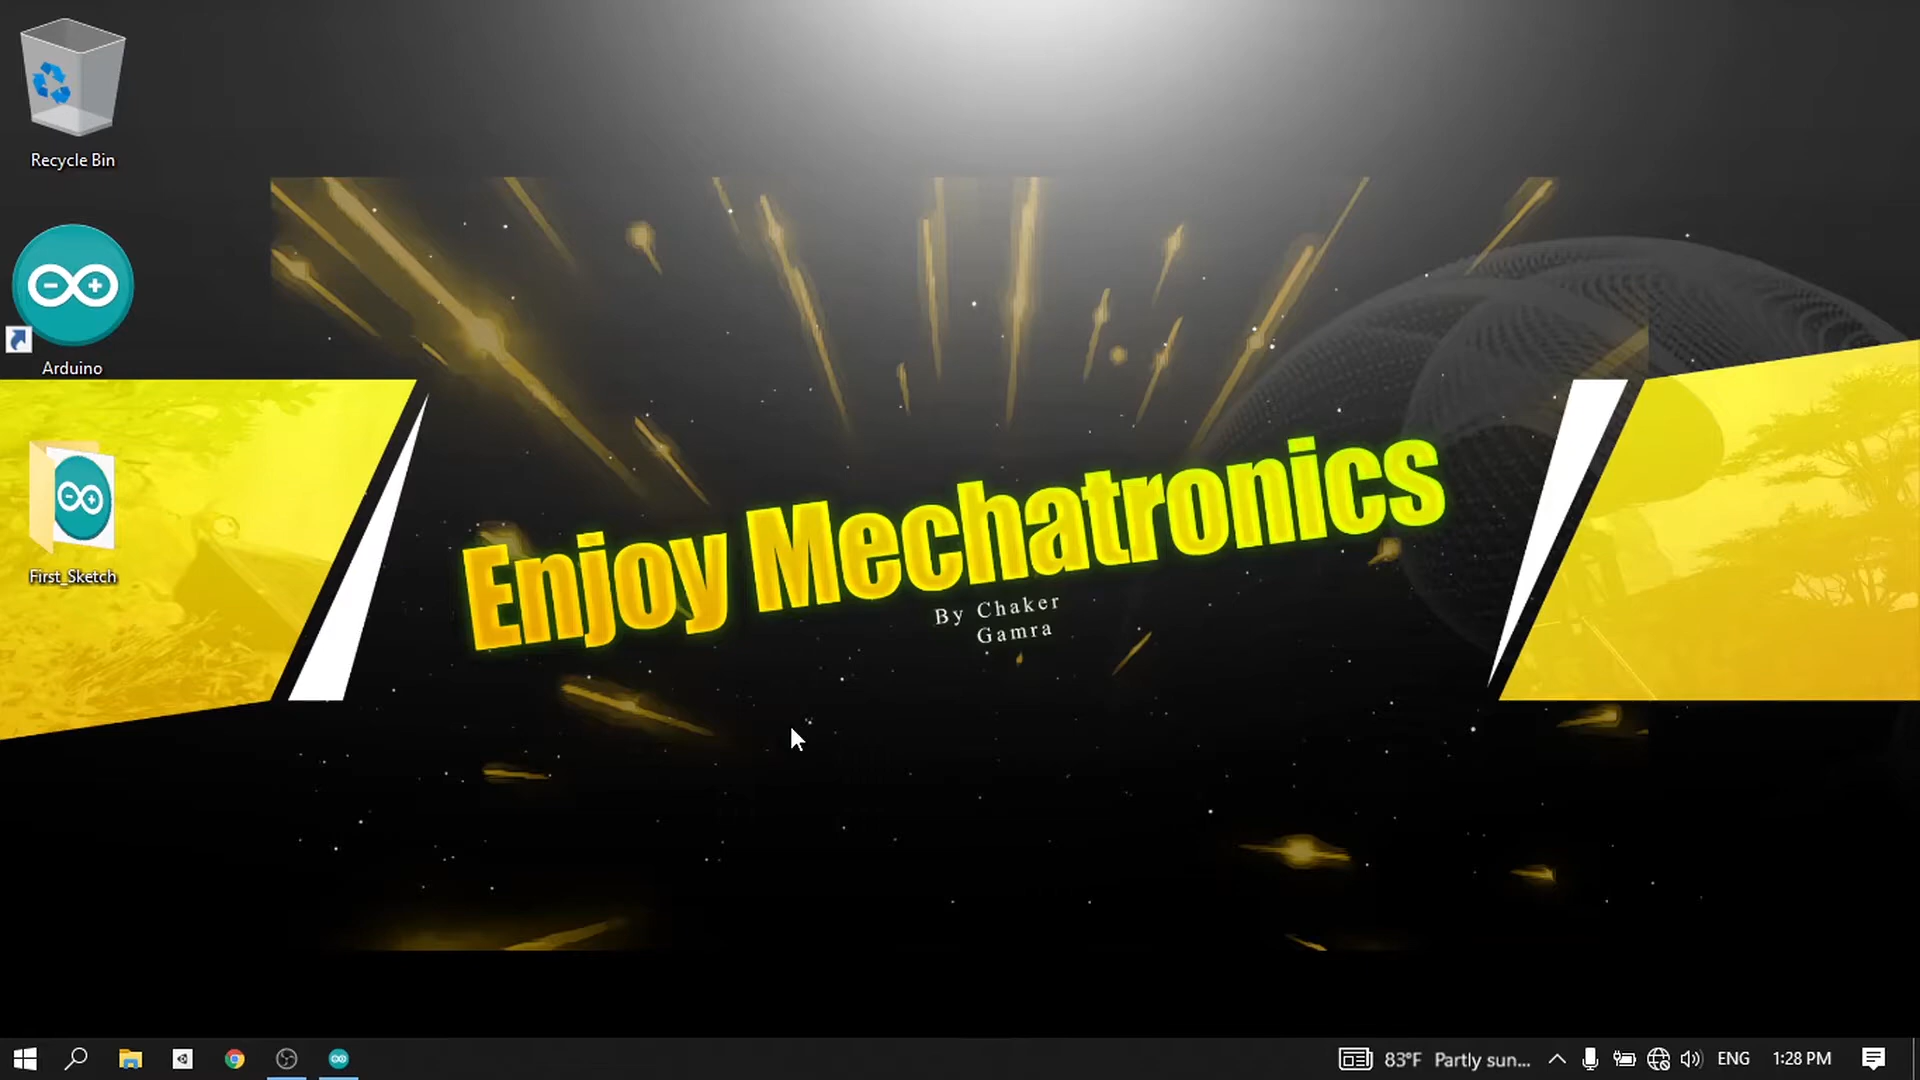 Recycle Bin
Arduino
First_Sketch
Enjoy Mechatronics
By Chaker
Gamra
83°F Partly sun... ENG 1:28 PM